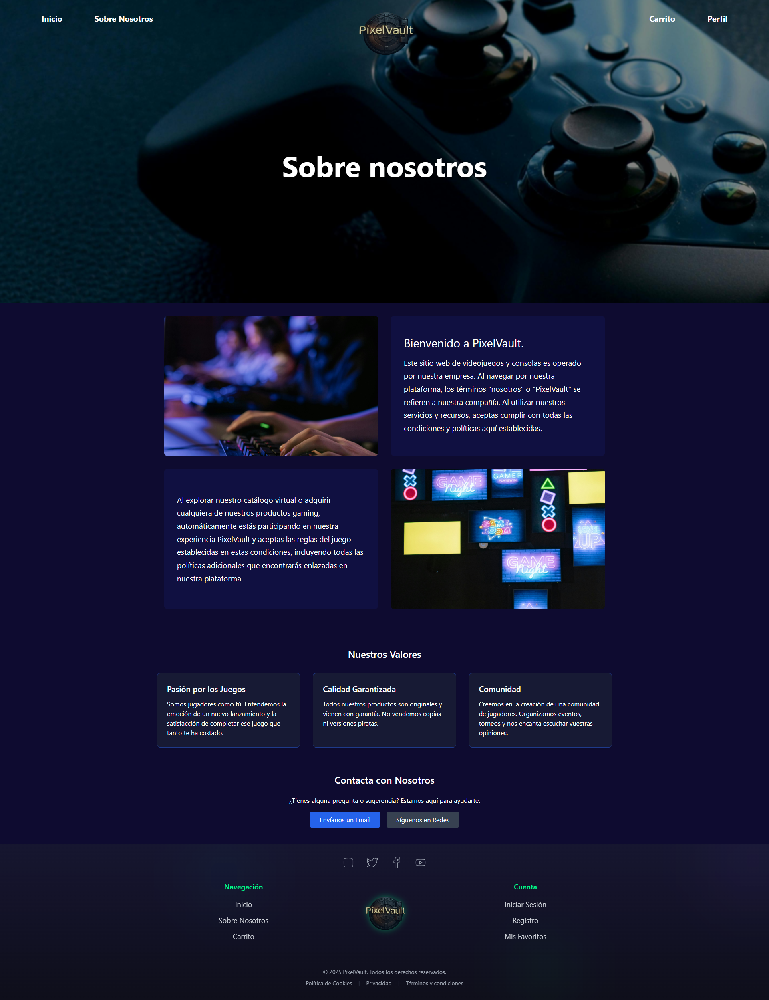 Inicio
Sobre Nosotros
PixelVault
Carrito
Perfil
Sobre nosotros
Bienvenido a PixelVault.
Este sitio web de videojuegos y consolas es operado
por nuestra empresa. Al navegar por nuestra
plataforma, los términos "nosotros" o "PixelVault" se
refieren a nuestra compañía. Al utilizar nuestros
servicios y recursos, aceptas cumplir con todas las
condiciones y políticas aquí establecidas.
Al explorar nuestro catálogo virtual o adquirir
cualquiera de nuestros productos gaming,
automáticamente estás participando en nuestra
experiencia PixelVault y aceptas las reglas del juego
establecidas en estas condiciones, incluyendo todas las
políticas adicionales que encontrarás enlazadas en
nuestra plataforma.
GAME
Night
GAMER
PLAY&WIN
GAME
ROOM
LEVEL
UP
GAME
Night
Nuestros Valores
Pasión por los Juegos
Somos jugadores como tú. Entendemos la
emoción de un nuevo lanzamiento y la
satisfacción de completar ese juego que
tanto te ha costado.
Calidad Garantizada
Todos nuestros productos son originales y
vienen con garantía. No vendemos copias
ni versiones piratas.
Comunidad
Creemos en la creación de una comunidad
de jugadores. Organizamos eventos,
torneos y nos encanta escuchar vuestras
opiniones.
Contacta con Nosotros
¿Tienes alguna pregunta o sugerencia? Estamos aquí para ayudarte.
Envíanos un Email
Síguenos en Redes
Navegación
Inicio
Sobre Nosotros
Carrito
PixelVault
Cuenta
Iniciar Sesión
Registro
Mis Favoritos
© 2025 PixelVault. Todos los derechos reservados.
Política de Cookies | Privacidad | Términos y condiciones